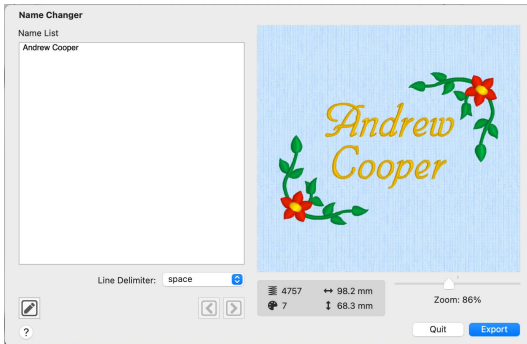 Name Changer
Name List
Andrew Cooper
Andrew
Cooper
Line Delimiter: space
4757 ↔ 98.2 mm
7 ↕ 68.3 mm
Zoom: 86%
?
Quit Export